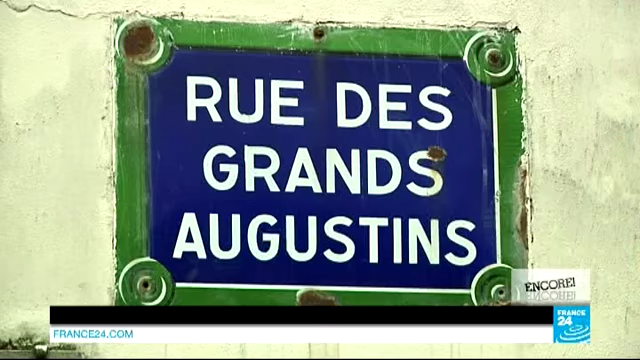 RUE DES
GRANDS
AUGUSTINS
ENCORE!
FRANCE24.COM
FRANCE
24